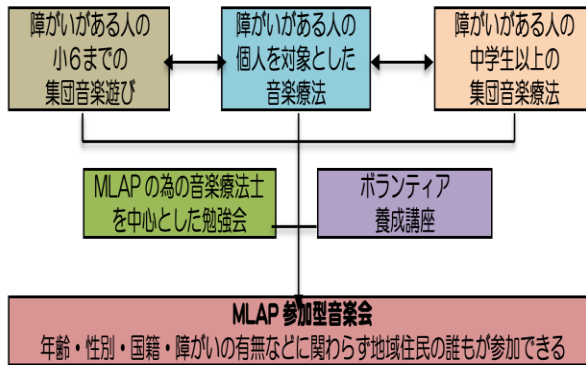 障がいがある人の
小6までの
集団音楽遊び
障がいがある人の
個人を対象とした
音楽療法
障がいがある人の
中学生以上の
集団音楽療法
MLAPの為の音楽療法士
を中心とした勉強会
ボランティア
養成講座
MLAP 参加型音楽会
年齢・性別・国籍・障がいの有無などに関わらず地域住民の誰もが参加できる